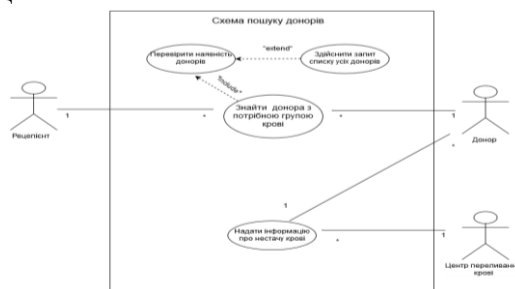 Схема пошуку донорів
Перевірити наявність
донорів
"extend"
Здійснити запит
списку усіх донорів
"include"
Знайти донора з
потрібною групою
крові
1
*
*
1
Рецепієнт
Донор
*
1
Надати інформацію
про нестачу крові
*
1
Центр переливання
крові